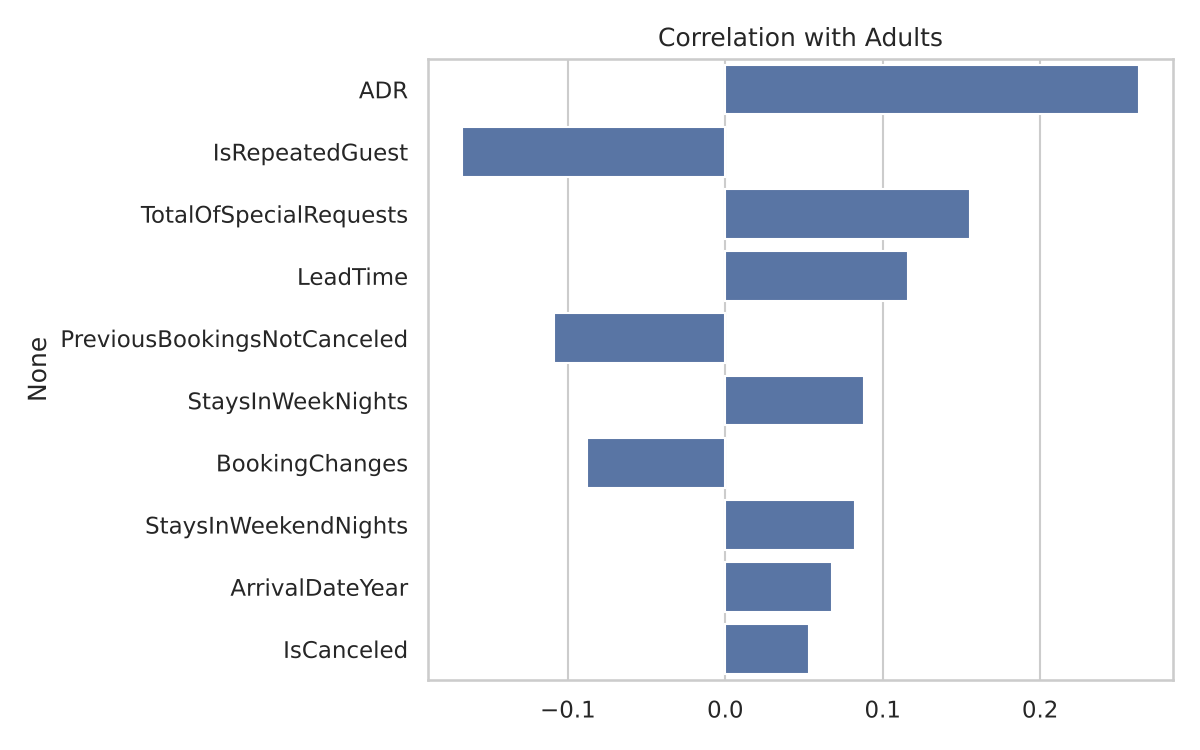 Correlation with Adults
ADR
IsRepeatedGuest
TotalOfSpecialRequests
LeadTime
PreviousBookingsNotCanceled
StaysInWeekNights
BookingChanges
StaysInWeekendNights
ArrivalDateYear
IsCanceled
None
−0.1 0.0 0.1 0.2